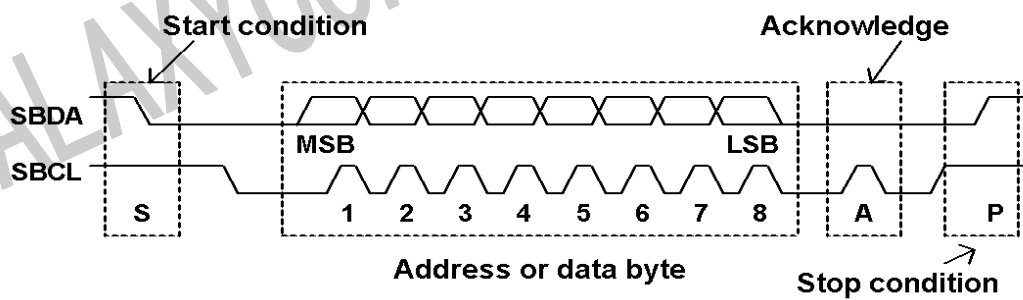 Start condition
Acknowledge
SBDA
MSB LSB
SBCL
S 1 2 3 4 5 6 7 8 A P
Address or data byte
Stop condition